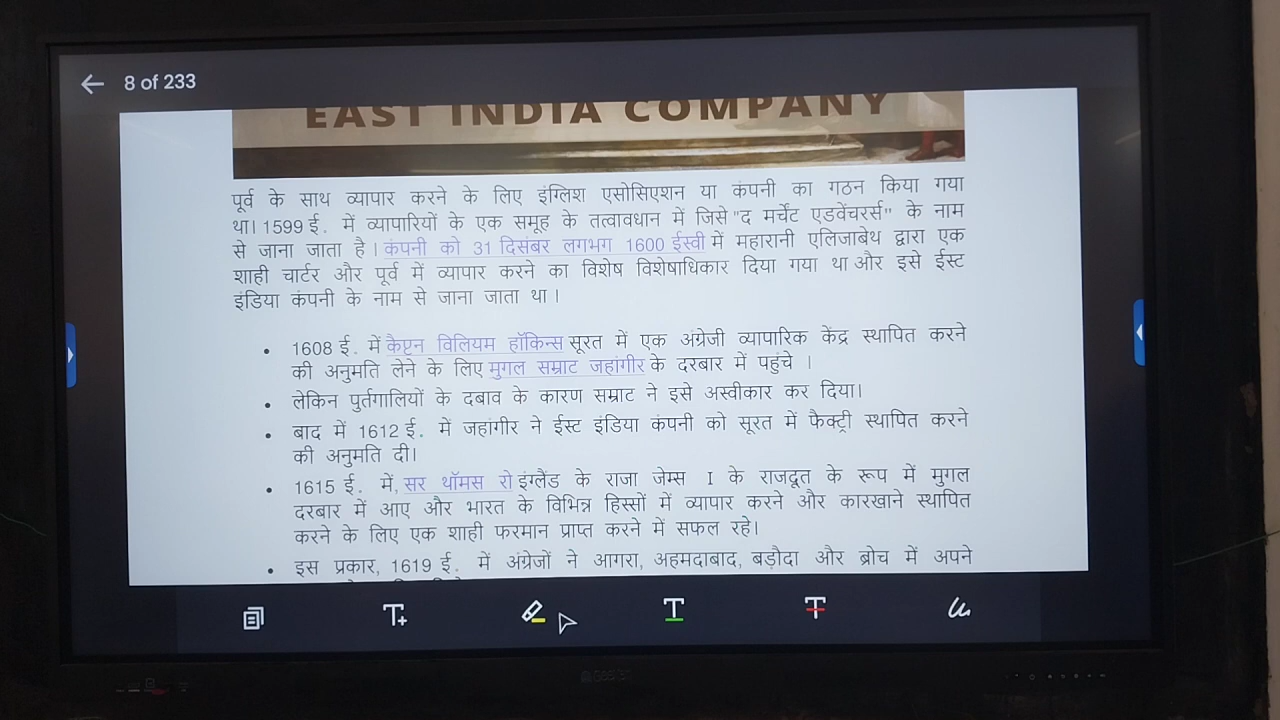 8 of 233
EAST INDIA COMPANY
पूर्व के साथ व्यापार करने के लिए इंग्लिश एसोसिएशन या कंपनी का गठन किया गया
था। 1599 ई. में व्यापारियों के एक समूह के तत्वावधान में जिसे "द मर्चेंट एडवेंचरर्स" के नाम
से जाना जाता है। कंपनी को 31 दिसंबर लगभग 1600 ईस्वी में महारानी एलिजाबेथ द्वारा एक
शाही चार्टर और पूर्व में व्यापार करने का विशेष विशेषाधिकार दिया गया था और इसे ईस्ट
इंडिया कंपनी के नाम से जाना जाता था।
• 1608 ई. में कैप्टन विलियम हॉकिन्स सूरत में एक अंग्रेजी व्यापारिक केंद्र स्थापित करने
की अनुमति लेने के लिए मुगल सम्राट जहांगीर के दरबार में पहुंचे ।
• लेकिन पुर्तगालियों के दबाव के कारण सम्राट ने इसे अस्वीकार कर दिया।
• बाद में 1612 ई. में जहांगीर ने ईस्ट इंडिया कंपनी को सूरत में फैक्ट्री स्थापित करने
की अनुमति दी।
• 1615 ई. में, सर थॉमस रो इंग्लैंड के राजा जेम्स I के राजदूत के रूप में मुगल
दरबार में आए और भारत के विभिन्न हिस्सों में व्यापार करने और कारखाने स्थापित
करने के लिए एक शाही फरमान प्राप्त करने में सफल रहे।
• इस प्रकार, 1619 ई. में अंग्रेजों ने आगरा, अहमदाबाद, बड़ौदा और ब्रोच में अपने